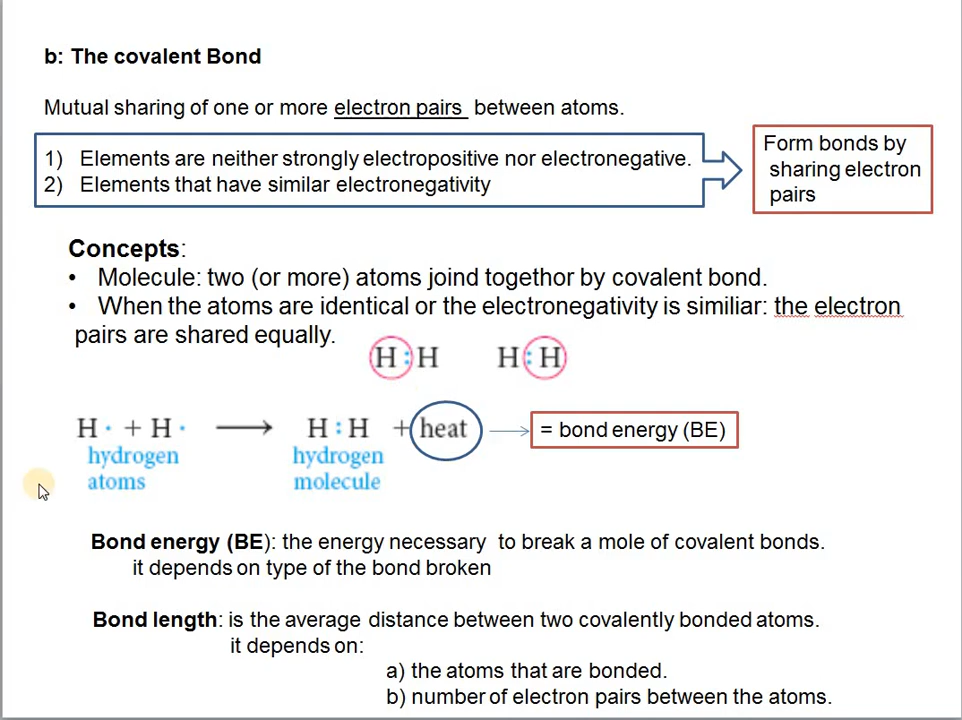 b: The covalent Bond
Mutual sharing of one or more electron pairs between atoms.
1) Elements are neither strongly electropositive nor electronegative.
2) Elements that have similar electronegativity
Form bonds by
sharing electron
pairs
Concepts:
• Molecule: two (or more) atoms joind togethor by covalent bond.
• When the atoms are identical or the electronegativity is similiar: the electron
pairs are shared equally.
H : H H : H
H · + H · ⟶ H : H + heat = bond energy (BE)
hydrogen atoms
hydrogen molecule
Bond energy (BE): the energy necessary to break a mole of covalent bonds.
it depends on type of the bond broken
Bond length: is the average distance between two covalently bonded atoms.
it depends on:
a) the atoms that are bonded.
b) number of electron pairs between the atoms.